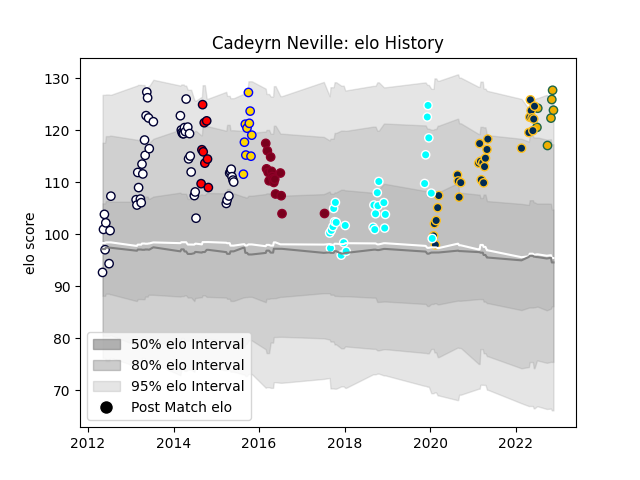 Cadeyrn Neville: elo History
elo score
130
120
110
100
90
80
70
50% elo Interval
80% elo Interval
95% elo Interval
Post Match elo
2012
2014
2016
2018
2020
2022